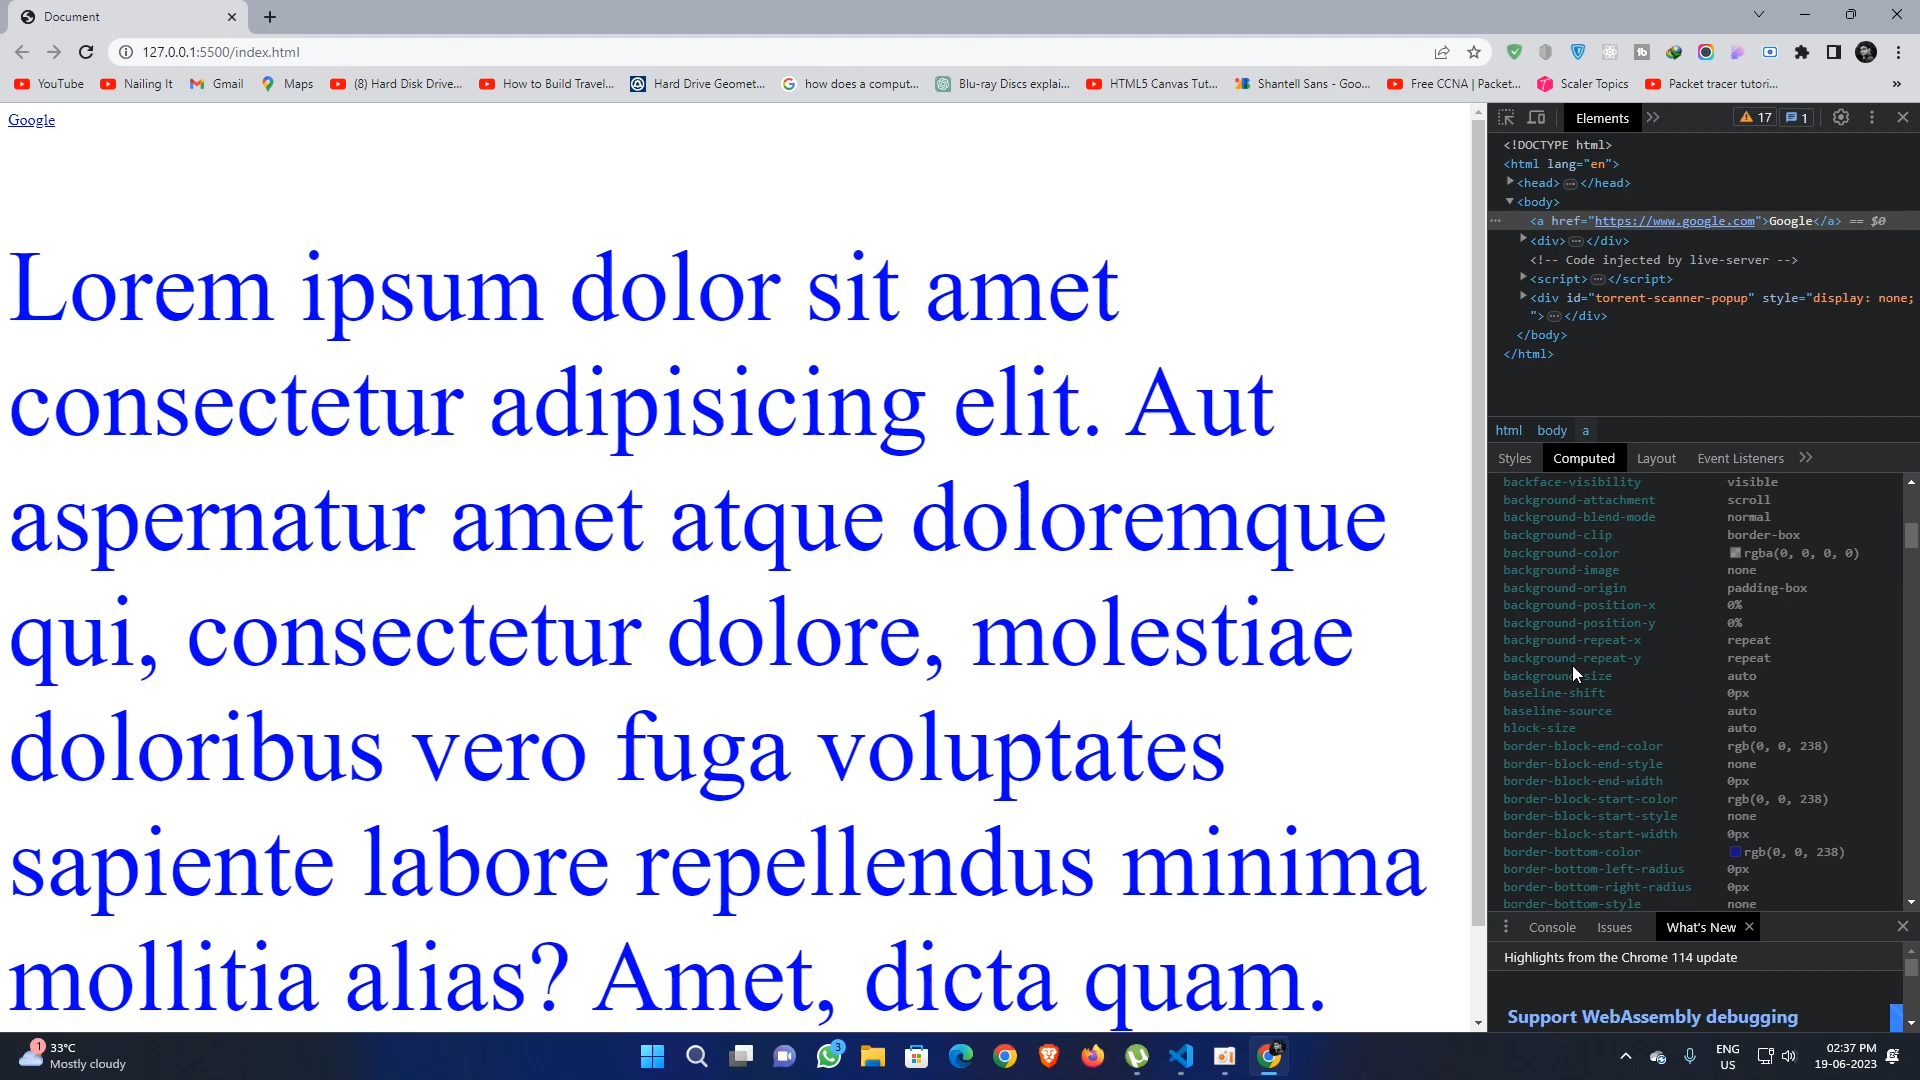 Document
127.0.0.1:5500/index.html
YouTube Nailing It Gmail Maps (8) Hard Disk Drive... How to Build Travel... Hard Drive Geomet... how does a comput... Blu-ray Discs explai... HTML5 Canvas Tut... Shantell Sans - Goo... Free CCNA | Packet... Scaler Topics Packet tracer tutori... »
Google
Lorem ipsum dolor sit amet
consectetur adipisicing elit. Aut
aspernatur amet atque doloremque
qui, consectetur dolore, molestiae
doloribus vero fuga voluptates
sapiente labore repellendus minima
mollitia alias? Amet, dicta quam.
Elements 17 1
<!DOCTYPE html>
<html lang="en">
<head> ⋯ </head>
<body>
<a href="https://www.google.com">Google</a> == $0
<div> ⋯ </div>
<!-- Code injected by live-server -->
<script> ⋯ </script>
<div id="torrent-scanner-popup" style="display: none;
"> ⋯ </div>
</body>
</html>
html body a
Styles Computed Layout Event Listeners
backface-visibility visible
background-attachment scroll
background-blend-mode normal
background-clip border-box
background-color rgba(0, 0, 0, 0)
background-image none
background-origin padding-box
background-position-x 0%
background-position-y 0%
background-repeat-x repeat
background-repeat-y repeat
background-size auto
baseline-shift 0px
baseline-source auto
block-size auto
border-block-end-color rgb(0, 0, 238)
border-block-end-style none
border-block-end-width 0px
border-block-start-color rgb(0, 0, 238)
border-block-start-style none
border-block-start-width 0px
border-bottom-color rgb(0, 0, 238)
border-bottom-left-radius 0px
border-bottom-right-radius 0px
border-bottom-style none
Console Issues What's New
Highlights from the Chrome 114 update
Support WebAssembly debugging
1
33°C
Mostly cloudy
3
ENG
US
02:37 PM
19-06-2023